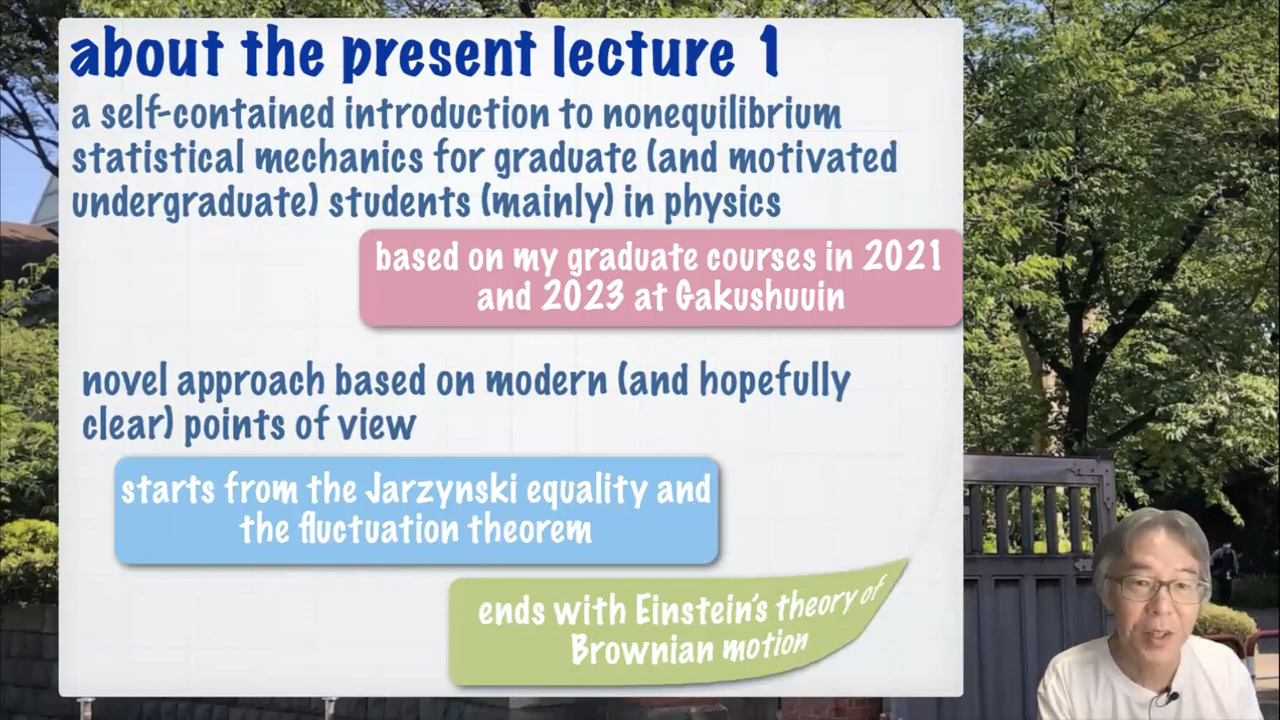 about the present lecture 1
a self-contained introduction to nonequilibrium
statistical mechanics for graduate (and motivated
undergraduate) students (mainly) in physics
based on my graduate courses in 2021
and 2023 at Gakushuuin
novel approach based on modern (and hopefully
clear) points of view
starts from the Jarzynski equality and
the fluctuation theorem
ends with Einstein's theory of
Brownian motion